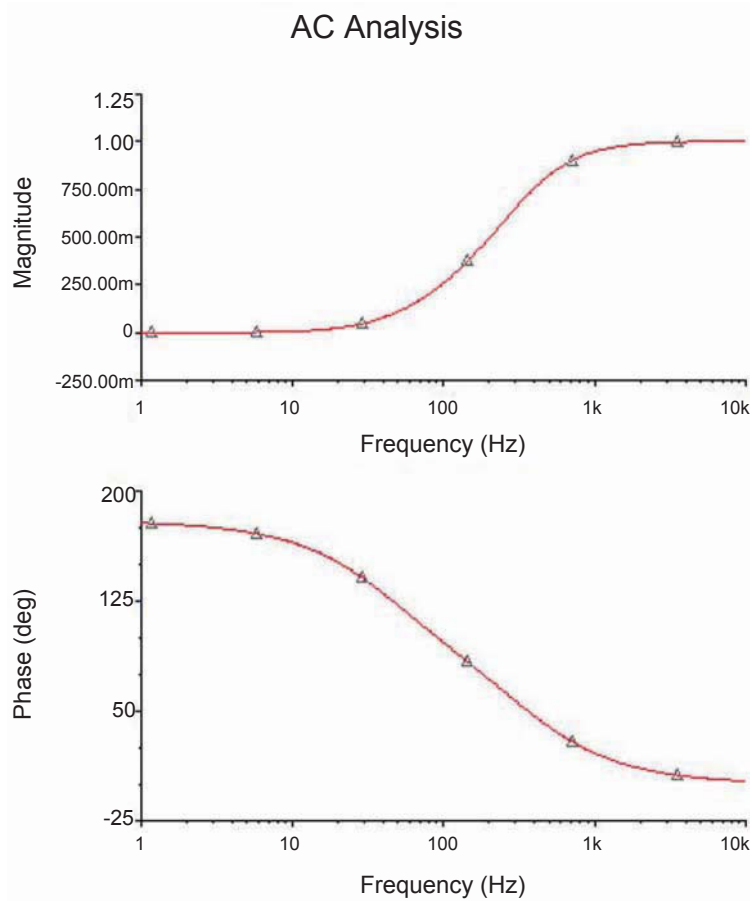 AC Analysis
1.25
1.00
750.00m
500.00m
250.00m
0
-250.00m
Magnitude
1 10 100 1k 10k
Frequency (Hz)
200
125
50
-25
Phase (deg)
1 10 100 1k 10k
Frequency (Hz)